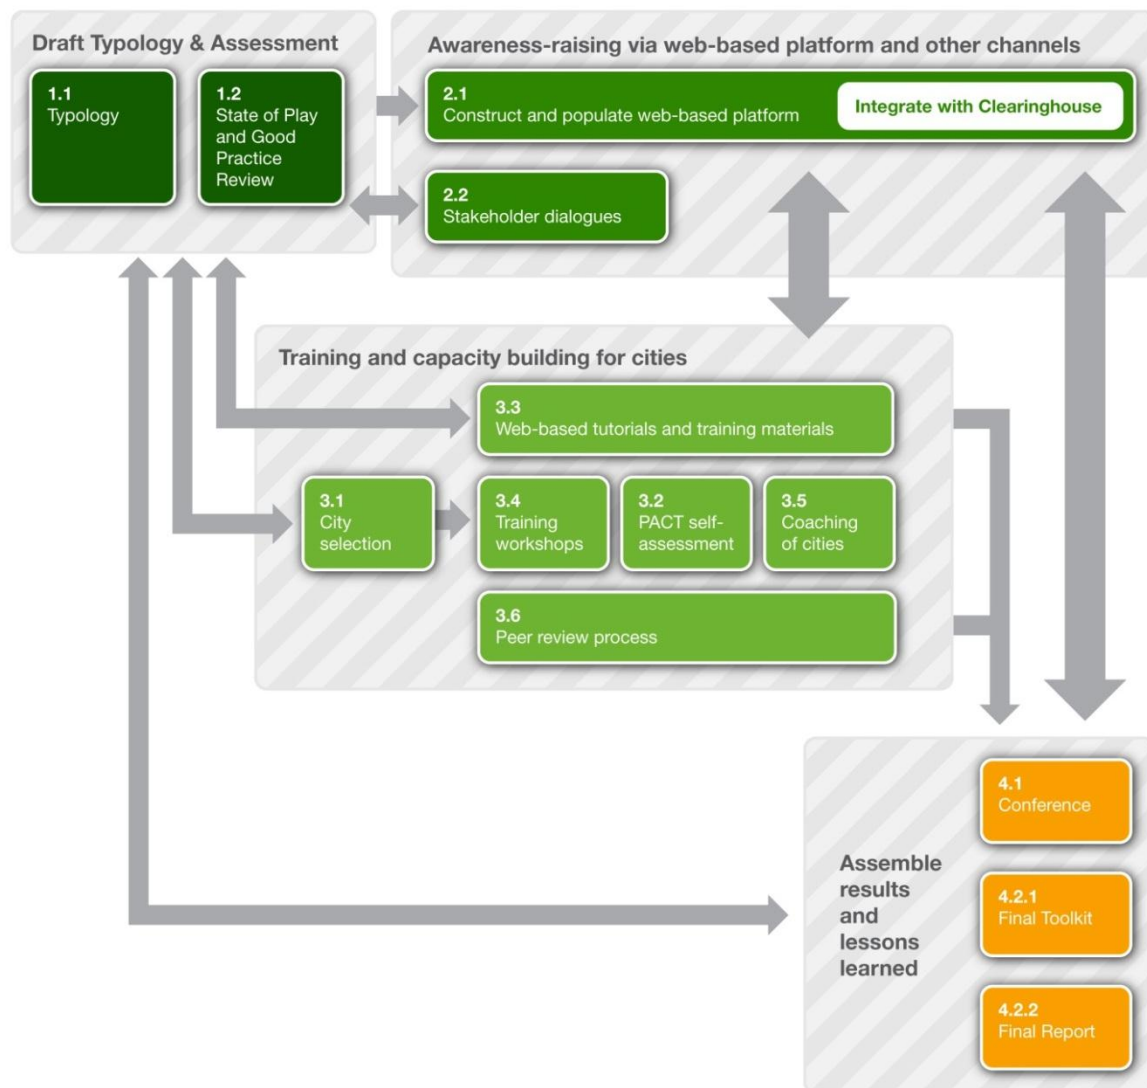 Draft Typology & Assessment
1.1
Typology
1.2
State of Play
and Good
Practice
Review
Awareness-raising via web-based platform and other channels
2.1
Construct and populate web-based platform
Integrate with Clearinghouse
2.2
Stakeholder dialogues
Training and capacity building for cities
3.3
Web-based tutorials and training materials
3.1
City
selection
3.4
Training
workshops
3.2
PACT self-
assessment
3.5
Coaching
of cities
3.6
Peer review process
Assemble
results
and
lessons
learned
4.1
Conference
4.2.1
Final Toolkit
4.2.2
Final Report